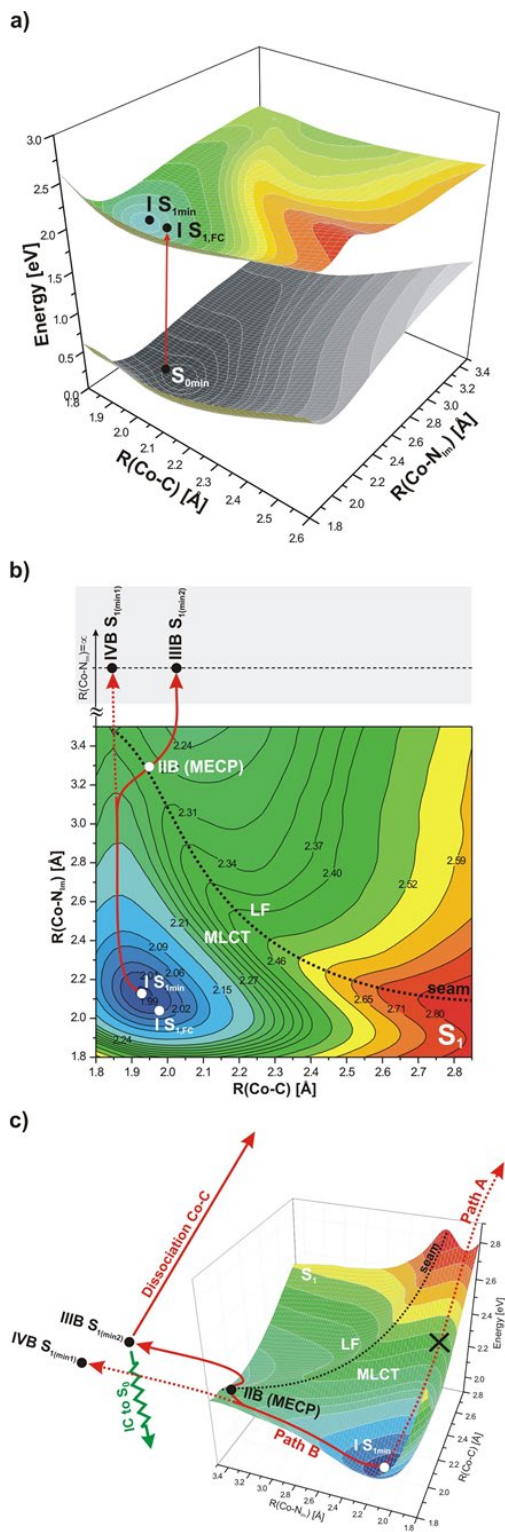 a)
3.0
2.5
2.0
1.5
1.0
0.5
0.0
Energy [eV]
I S1min
I S1,FC
S0min
1.8
1.9
2.0
2.1
2.2
2.3
2.4
2.5
2.6
R(Co-C) [Å]
1.8
2.0
2.2
2.4
2.6
2.8
3.0
3.2
3.4
R(Co-NIm) [Å]
b)
R(Co-NIm)=∞
IVB S1(min1)
IIIB S1(min2)
3.4
3.2
3.0
2.8
2.6
2.4
2.2
2.0
1.8
R(Co-NIm) [Å]
2.24
IIB (MECP)
2.31
2.34
2.37
2.40
2.59
2.52
LF
MLCT
2.21
2.09
2.06
2.27
2.46
2.15
I S1min
1.99
2.02
I S1,FC
2.24
2.65
2.71
2.80
seam
S1
1.8 1.9 2.0 2.1 2.2 2.3 2.4 2.5 2.6 2.7 2.8
R(Co-C) [Å]
c)
Dissociation Co-C
Path A
seam
S1
LF
MLCT
IIIB S1(min2)
IVB S1(min1)
IC to S0
IIB (MECP)
Path B
I S1min
2.8
2.6
2.4
2.2
2.0
Energy [eV]
2.8
2.6
2.4
2.2
2.0
1.8
R(Co-C) [Å]
3.4
3.2
3.0
2.8
2.6
2.4
2.2
2.0
1.8
R(Co-NIm) [Å]